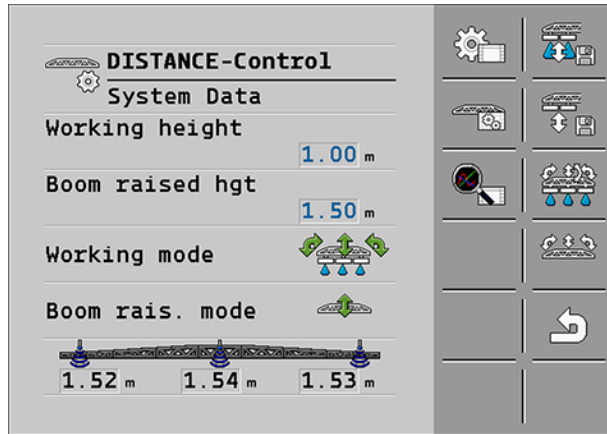 DISTANCE-Control
System Data
Working height
1.00 m
Boom raised hgt
1.50 m
Working mode
Boom rais. mode
1.52 m 1.54 m 1.53 m